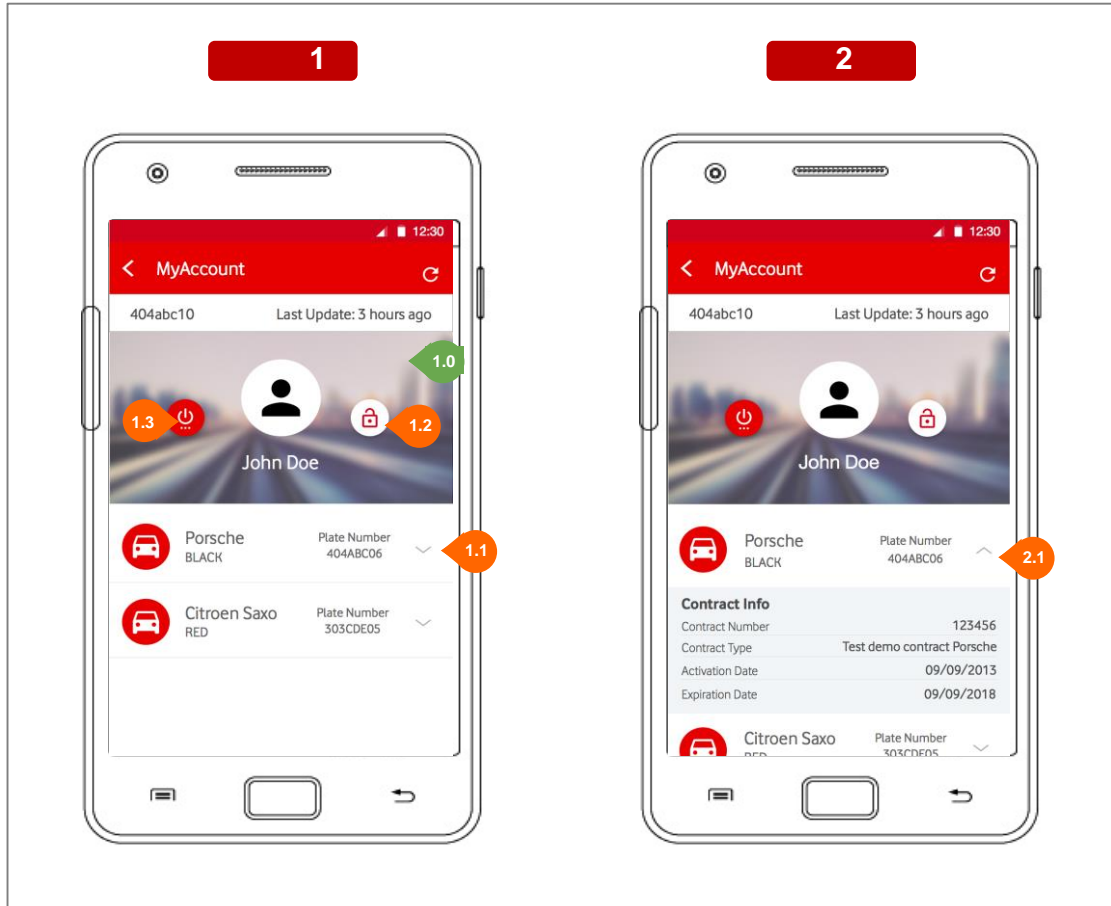 1
12:30
MyAccount
404abc10 Last Update: 3 hours ago
1.0
1.3
1.2
John Doe
Porsche Plate Number
BLACK 404ABC06
1.1
Citroen Saxo Plate Number
RED 303CDE05
2
12:30
MyAccount
404abc10 Last Update: 3 hours ago
John Doe
Porsche Plate Number
BLACK 404ABC06
2.1
Contract Info
Contract Number 123456
Contract Type Test demo contract Porsche
Activation Date 09/09/2013
Expiration Date 09/09/2018
Citroen Saxo Plate Number
RED 303CDE05